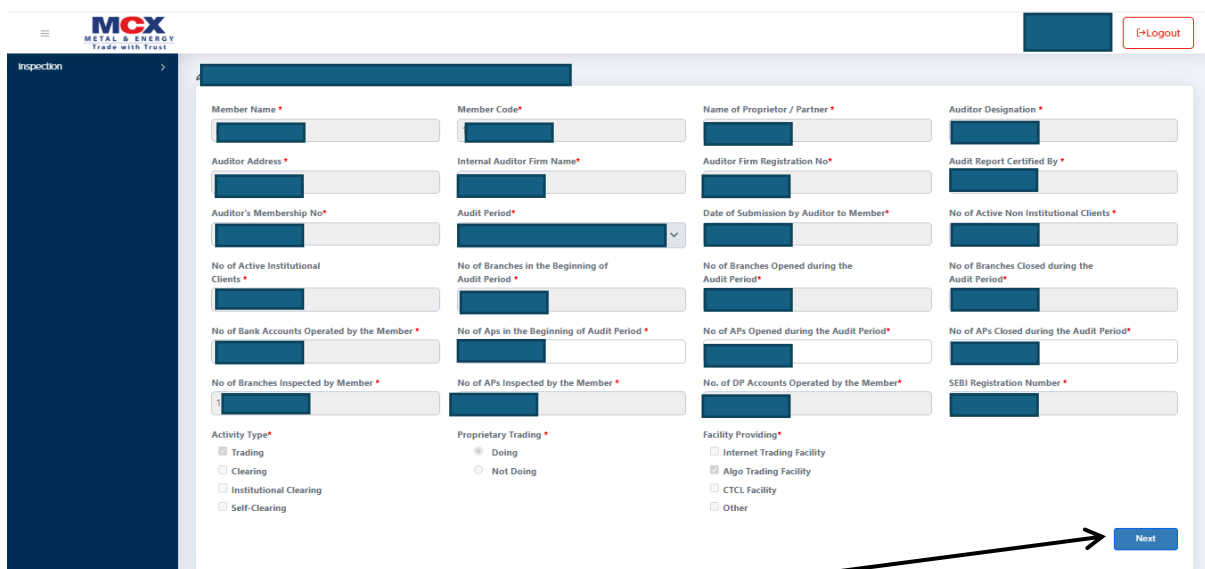 MCX
METAL & ENERGY
Trade with Trust
Logout
Inspection
Member Name *
Member Code*
Name of Proprietor / Partner *
Auditor Designation *
Auditor Address *
Internal Auditor Firm Name*
Auditor Firm Registration No*
Audit Report Certified By *
Auditor's Membership No*
Audit Period*
Date of Submission by Auditor to Member*
No of Active Non Institutional Clients *
No of Active Institutional
Clients *
No of Branches in the Beginning of
Audit Period *
No of Branches Opened during the
Audit Period*
No of Branches Closed during the
Audit Period*
No of Bank Accounts Operated by the Member *
No of Aps in the Beginning of Audit Period *
No of APs Opened during the Audit Period*
No of APs Closed during the Audit Period*
No of Branches Inspected by Member *
No of APs Inspected by the Member *
No. of DP Accounts Operated by the Member*
SEBI Registration Number *
Activity Type*
Trading
Clearing
Institutional Clearing
Self-Clearing
Proprietary Trading *
Doing
Not Doing
Facility Providing*
Internet Trading Facility
Algo Trading Facility
CTCL Facility
Other
Next